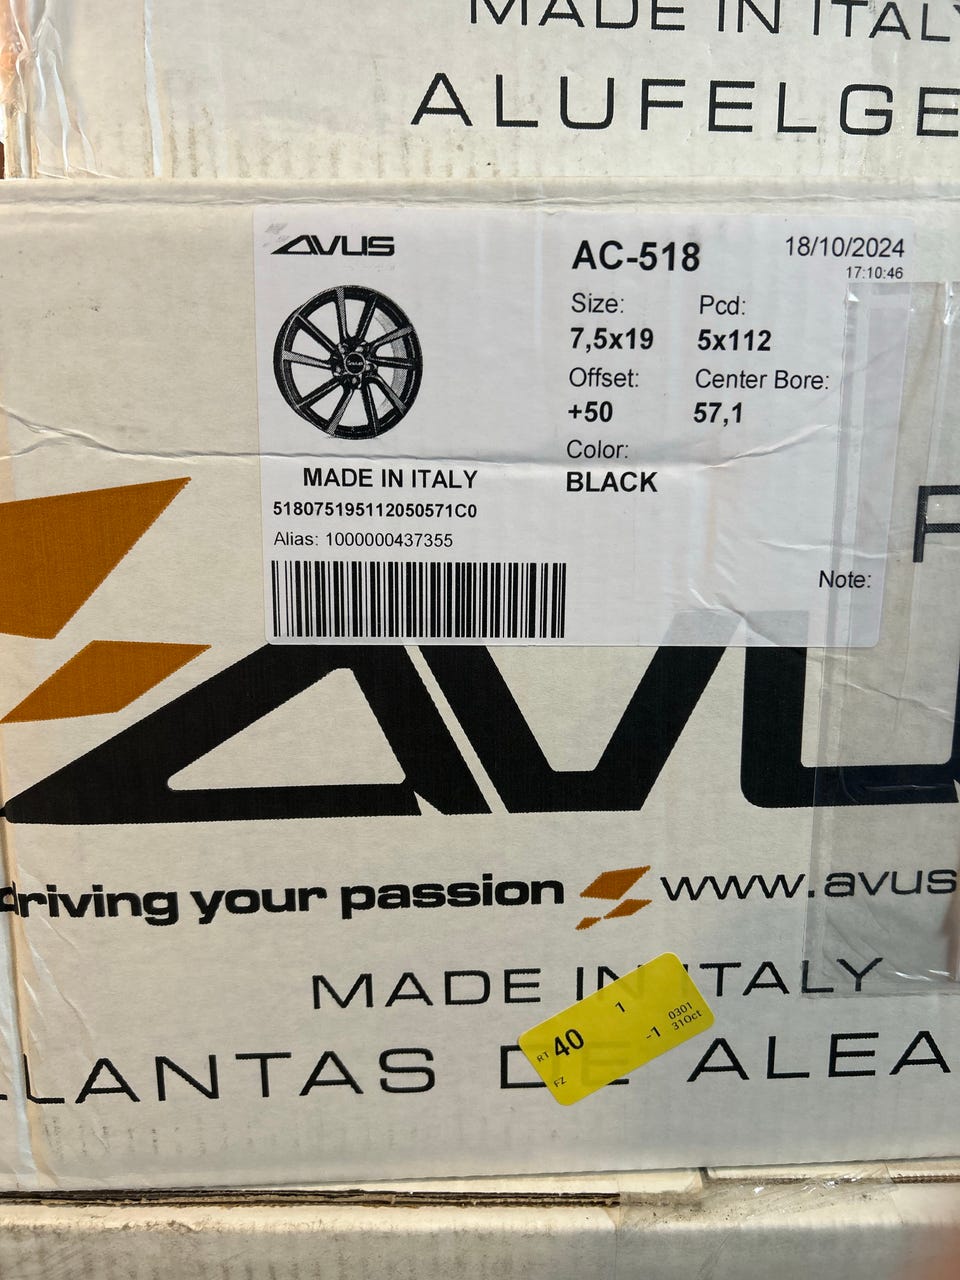 MADE IN ITALY
ALUFELGE
AVUS
AC-518
18/10/2024
17:10:46
Size:
Pcd:
7,5x19
5x112
Offset:
Center Bore:
+50
57,1
Color:
BLACK
MADE IN ITALY
518075195112050571C0
Alias: 1000000437355
Note:
AVU
driving your passion
www.avus
MADE IN ITALY
LLANTAS DE ALEA
RT 40 1 -1 0301
31Oct
FZ